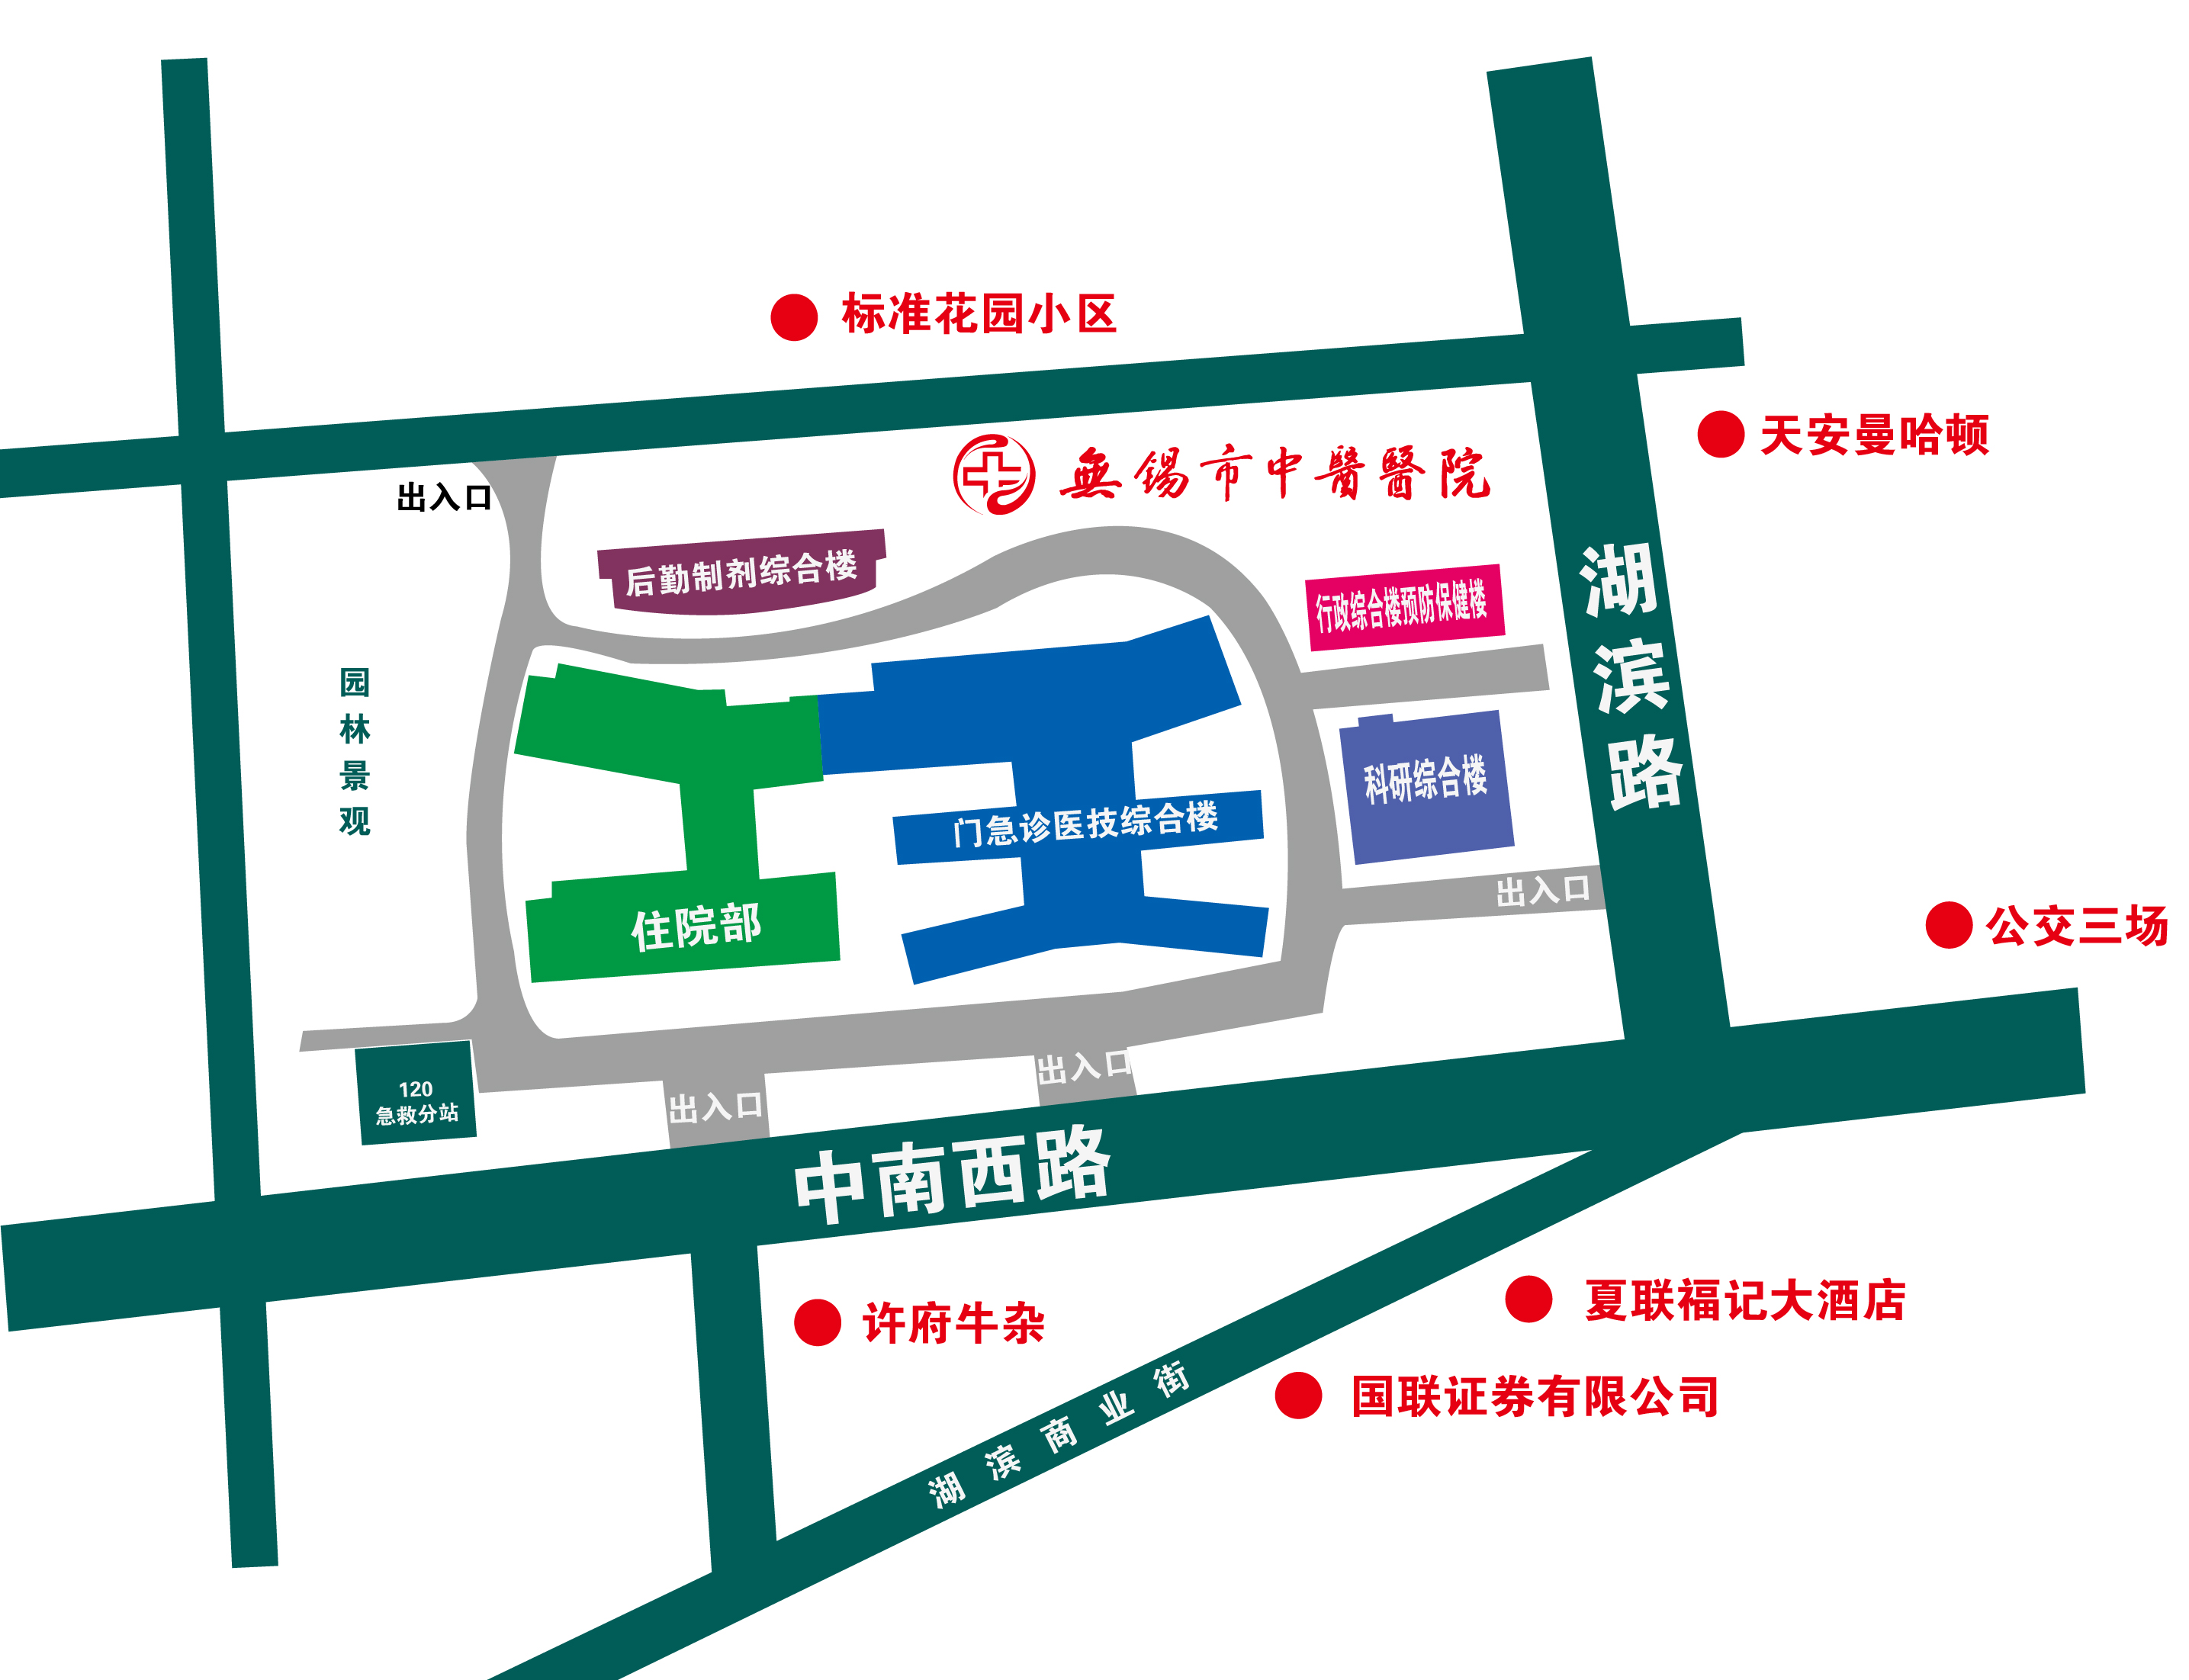 标准花园小区
天安曼哈顿
無锡市中醫醫院
出入口
后勤制剂综合楼
行政综合楼预防保健楼
湖滨路
园林景观
科研综合楼
门急诊医技综合楼
出入口
住院部
公交三场
120
急救分站
出入口
出入口
中南西路
许府牛杂
夏联福记大酒店
国联证券有限公司
湖滨商业街